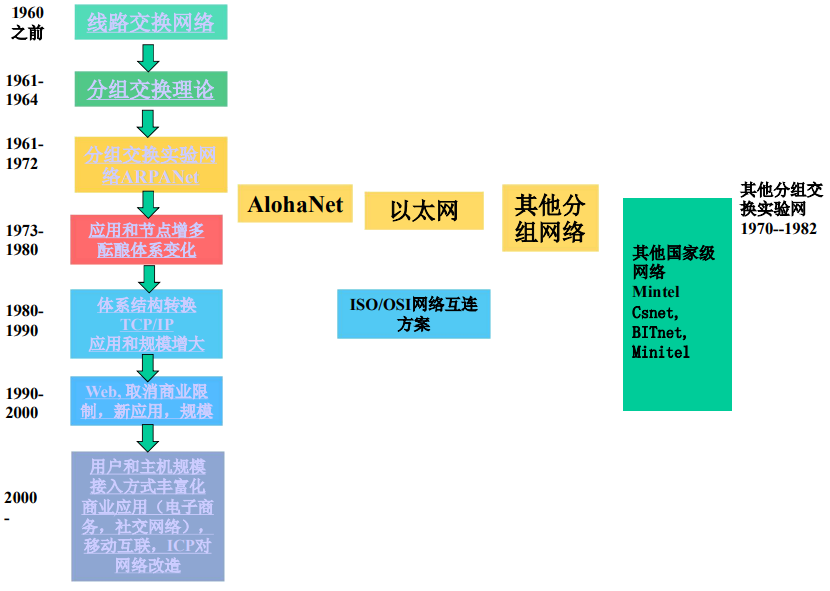 1960
之前
线路交换网络
1961-
1964
分组交换理论
1961-
1972
分组交换实验网
络ARPANet
AlohaNet
以太网
其他分
组网络
其他分组交
换实验网
1970--1982
1973-
1980
应用和节点增多
酝酸体系变化
其他国家级
网络
Mintel
Csnet,
BITnet,
Minitel
1980-
1990
体系结构转换
TCP/IP
应用和规模增大
ISO/OSI网络互连
方案
1990-
2000
Web, 取消商业限
制，新应用，规模
2000
-
用户和主机规模
接入方式丰富化
商业应用（电子商
务，社交网络），
移动互联，ICP对
网络改造